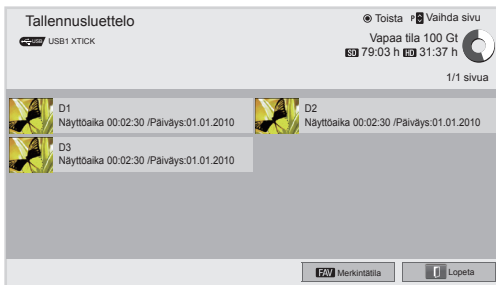 Tallennusluettelo
Toista P Vaihda sivu
USB USB1 XTICK
Vapaa tila 100 Gt
SD 79:03 h HD 31:37 h
1/1 sivua
D1
Näyttöaika 00:02:30 /Päiväys:01.01.2010
D2
Näyttöaika 00:02:30 /Päiväys:01.01.2010
D3
Näyttöaika 00:02:30 /Päiväys:01.01.2010
FAV Merkintätila
Lopeta